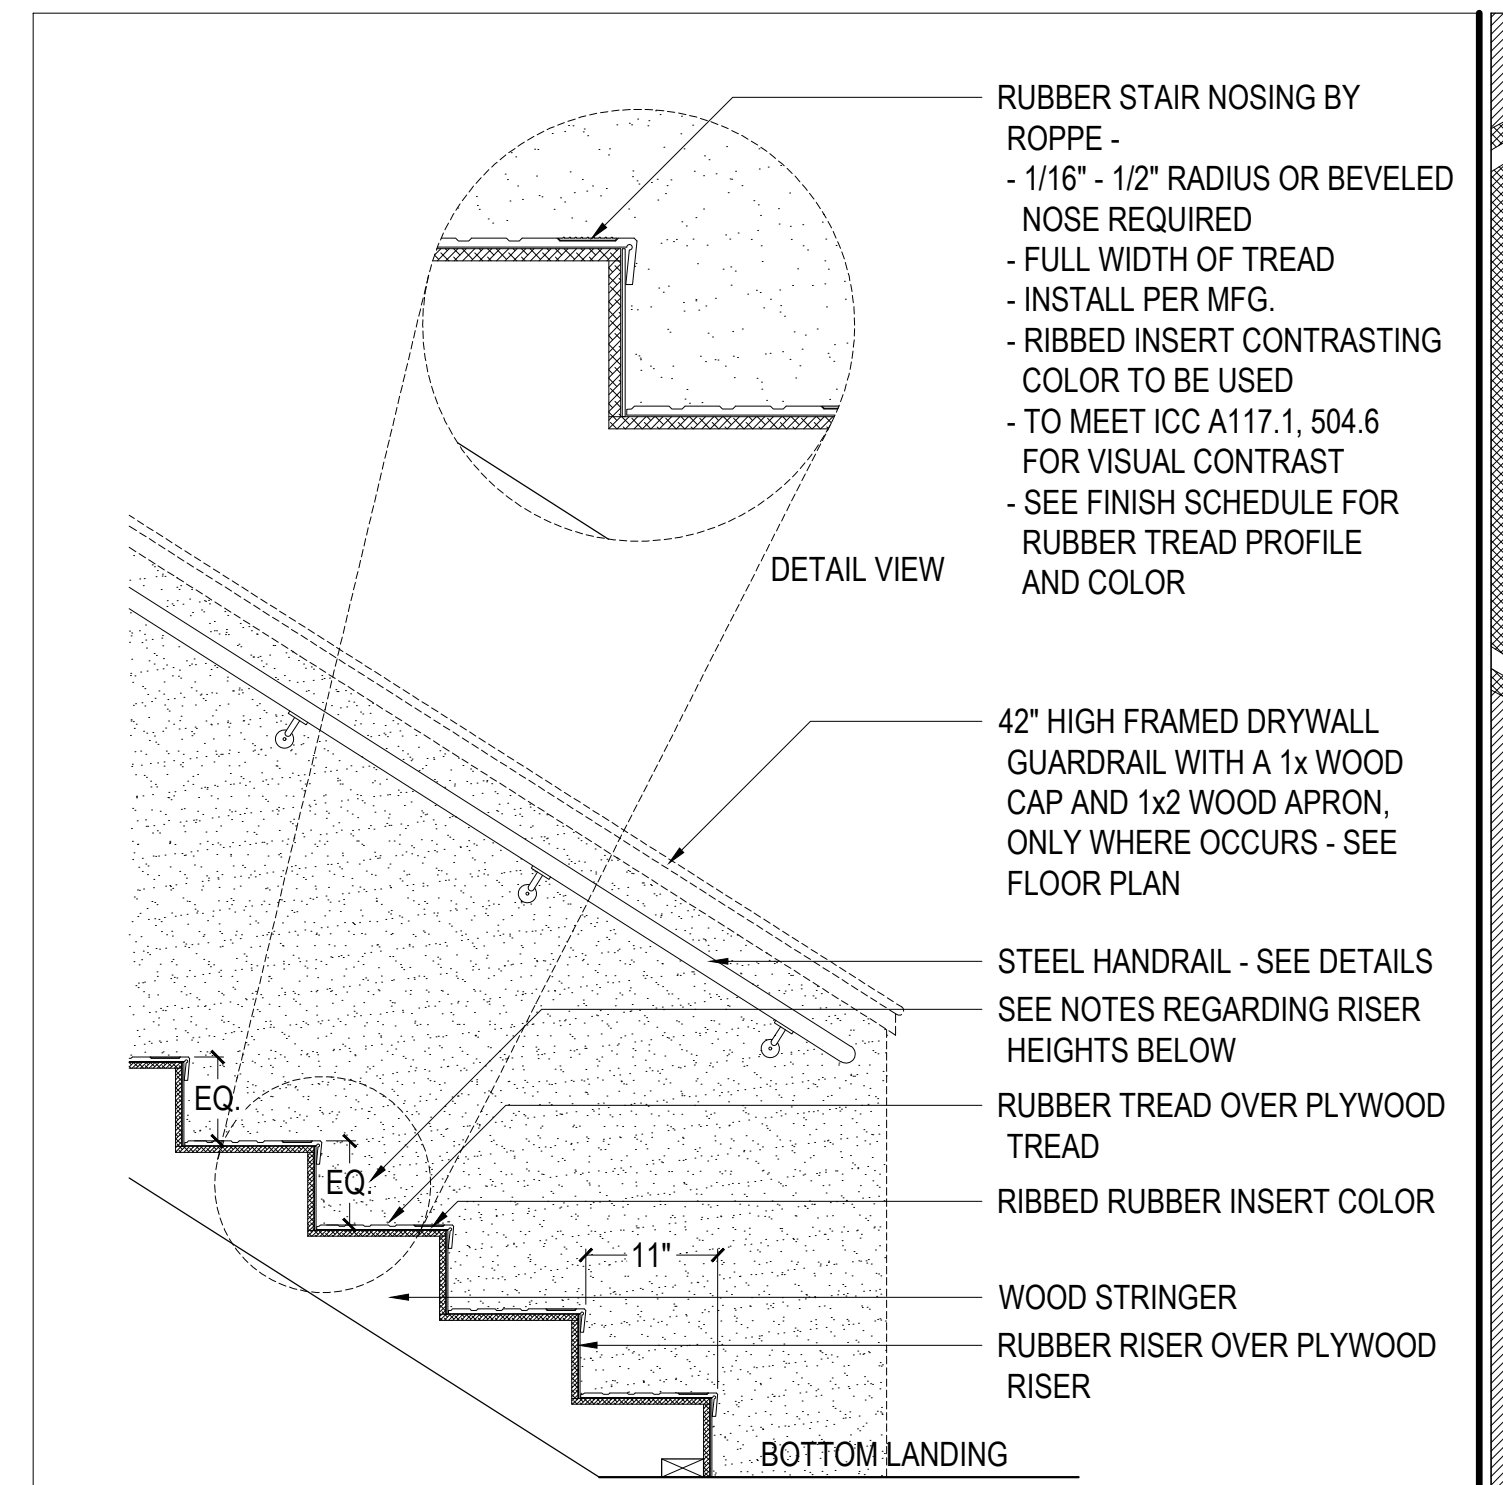 RUBBER STAIR NOSING BY
ROPPE -
- 1/16" - 1/2" RADIUS OR BEVELED
NOSE REQUIRED
- FULL WIDTH OF TREAD
- INSTALL PER MFG.
- RIBBED INSERT CONTRASTING
COLOR TO BE USED
- TO MEET ICC A117.1, 504.6
FOR VISUAL CONTRAST
- SEE FINISH SCHEDULE FOR
RUBBER TREAD PROFILE
AND COLOR
DETAIL VIEW
42" HIGH FRAMED DRYWALL
GUARDRAIL WITH A 1x WOOD
CAP AND 1x2 WOOD APRON,
ONLY WHERE OCCURS - SEE
FLOOR PLAN
STEEL HANDRAIL - SEE DETAILS
SEE NOTES REGARDING RISER
HEIGHTS BELOW
EQ.
RUBBER TREAD OVER PLYWOOD
TREAD
EQ.
RIBBED RUBBER INSERT COLOR
11"
WOOD STRINGER
RUBBER RISER OVER PLYWOOD
RISER
BOTTOM LANDING